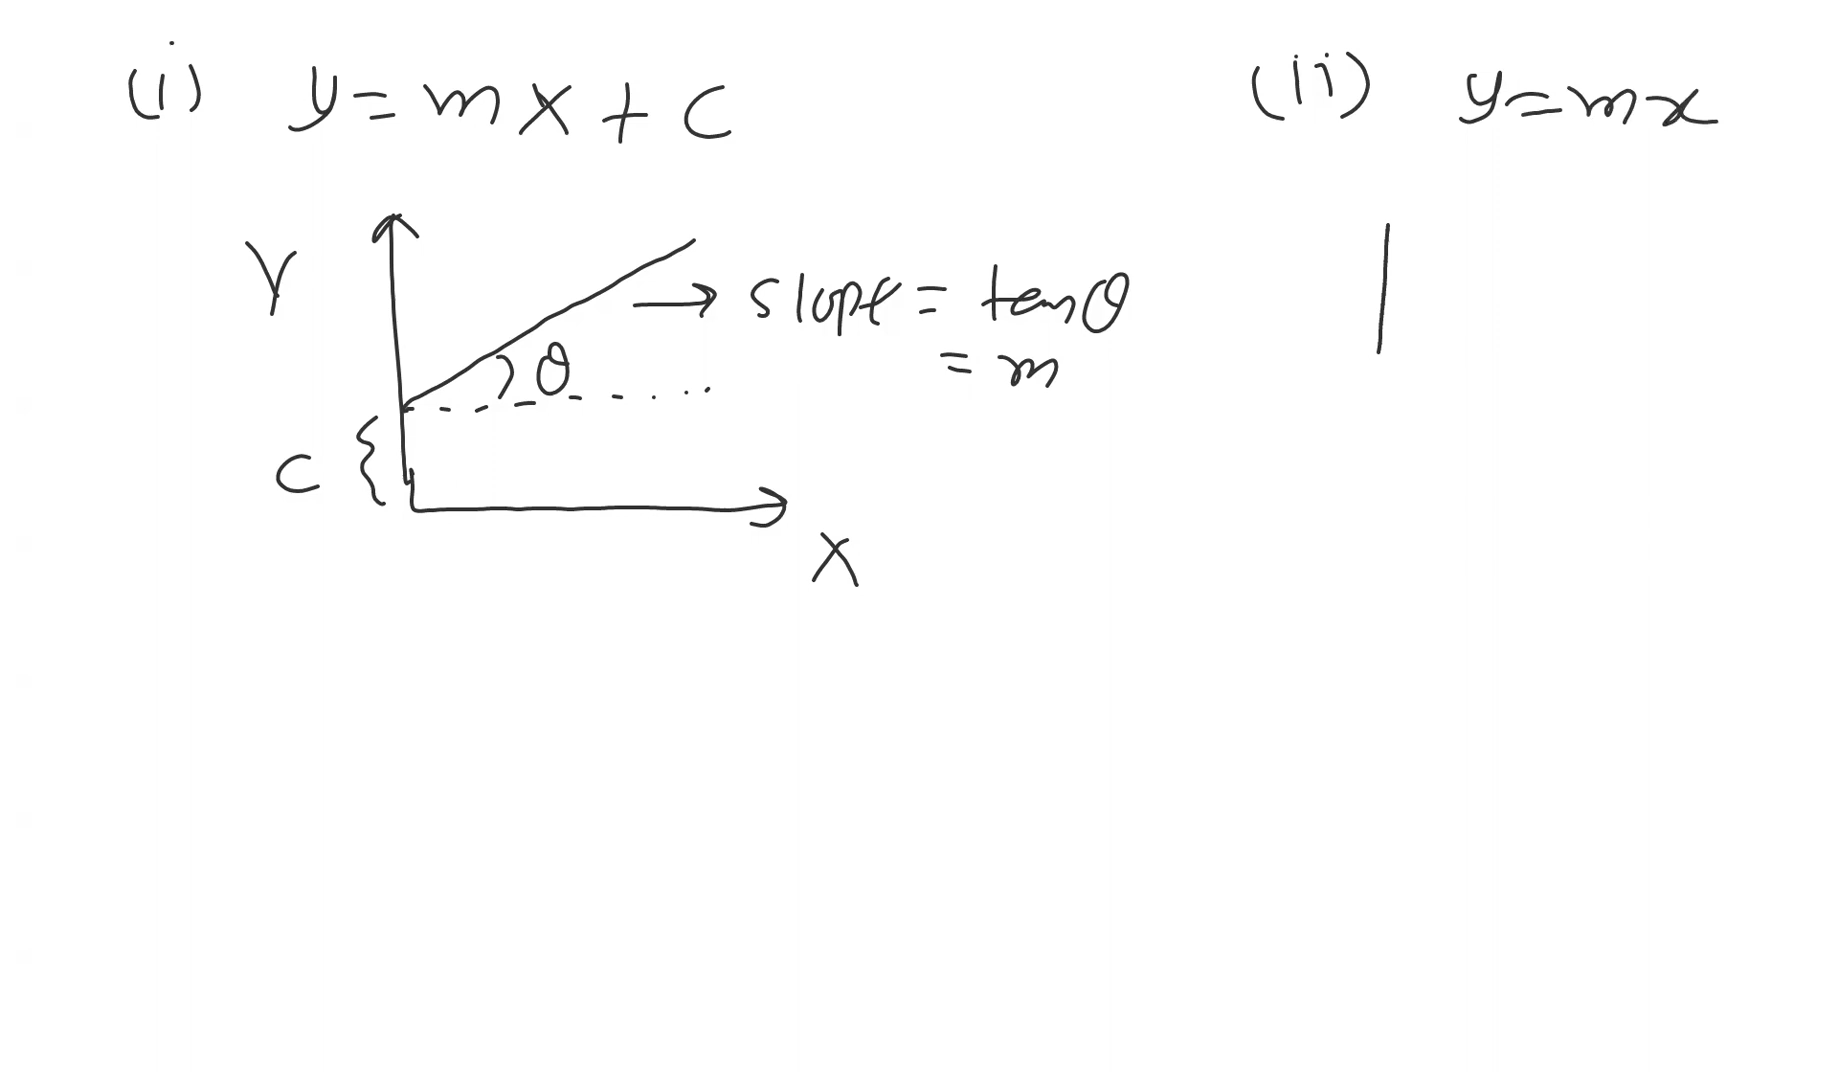 (i) y = mx + c
(ii) y = mx
Y
slope = tanθ
= m
θ
C {
X